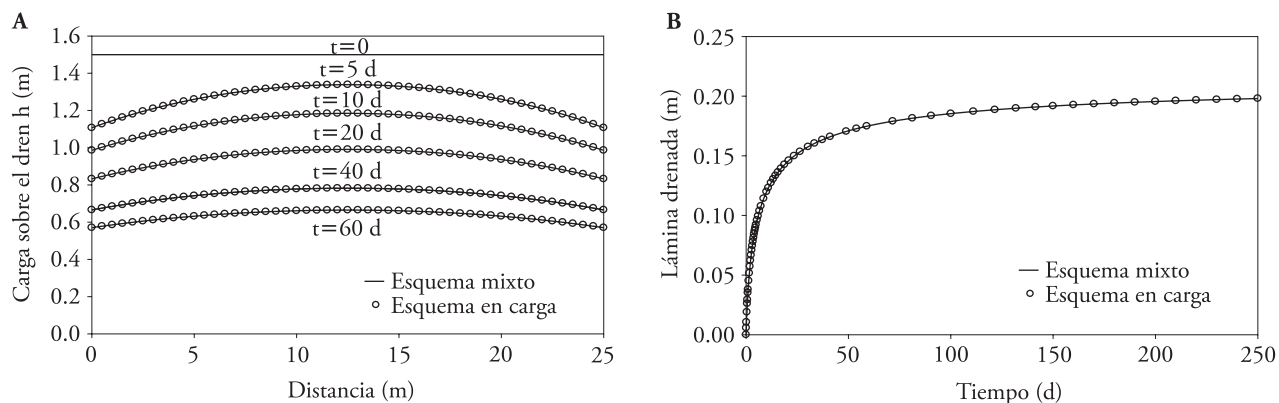 A
1.6
1.4
1.2
1.0
0.8
0.6
0.4
0.2
0.0
Carga sobre el dren h (m)
t=0
t=5 d
t=10 d
t=20 d
t=40 d
t=60 d
Esquema mixto
Esquema en carga
0 5 10 15 20 25
Distancia (m)
B
0.25
0.20
0.15
0.10
0.05
0.00
Lámina drenada (m)
Esquema mixto
Esquema en carga
0 50 100 150 200 250
Tiempo (d)